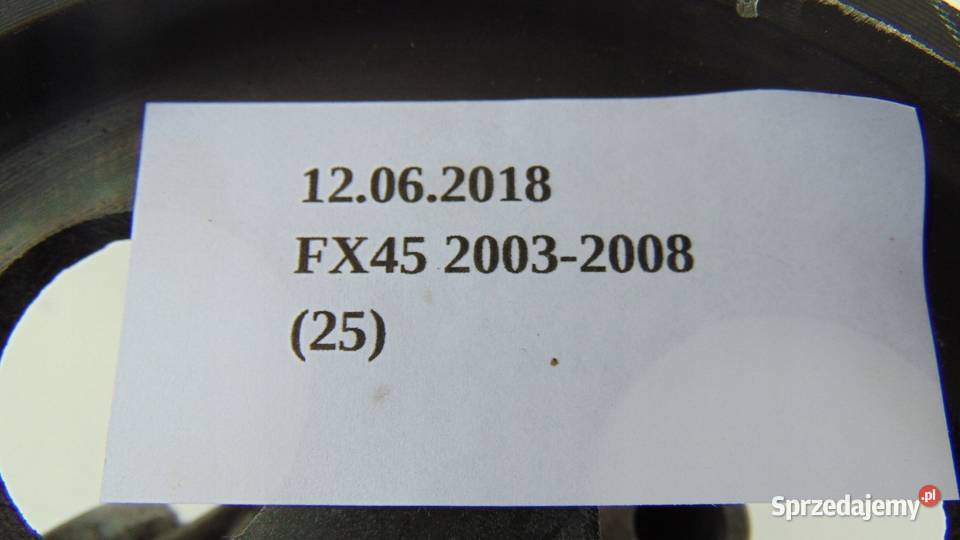 12.06.2018
FX45 2003-2008
(25)
Sprzedajemy.pl